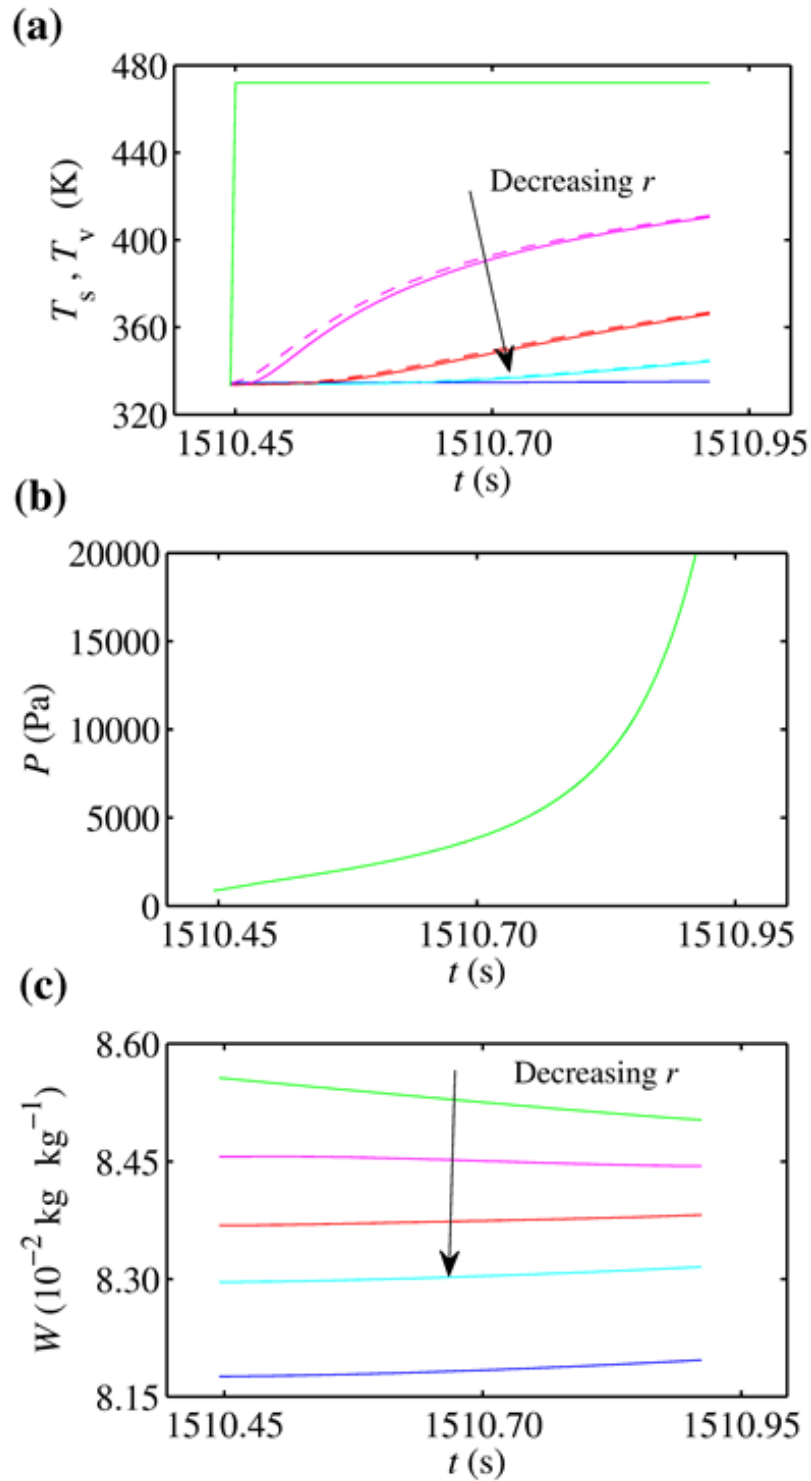 (a)
480
440
400
360
320
T_s , T_v (K)
Decreasing r
1510.45 1510.70 1510.95
t (s)
(b)
20000
15000
10000
5000
0
P (Pa)
1510.45 1510.70 1510.95
t (s)
(c)
8.60
8.45
8.30
8.15
W (10⁻² kg kg⁻¹)
Decreasing r
1510.45 1510.70 1510.95
t (s)